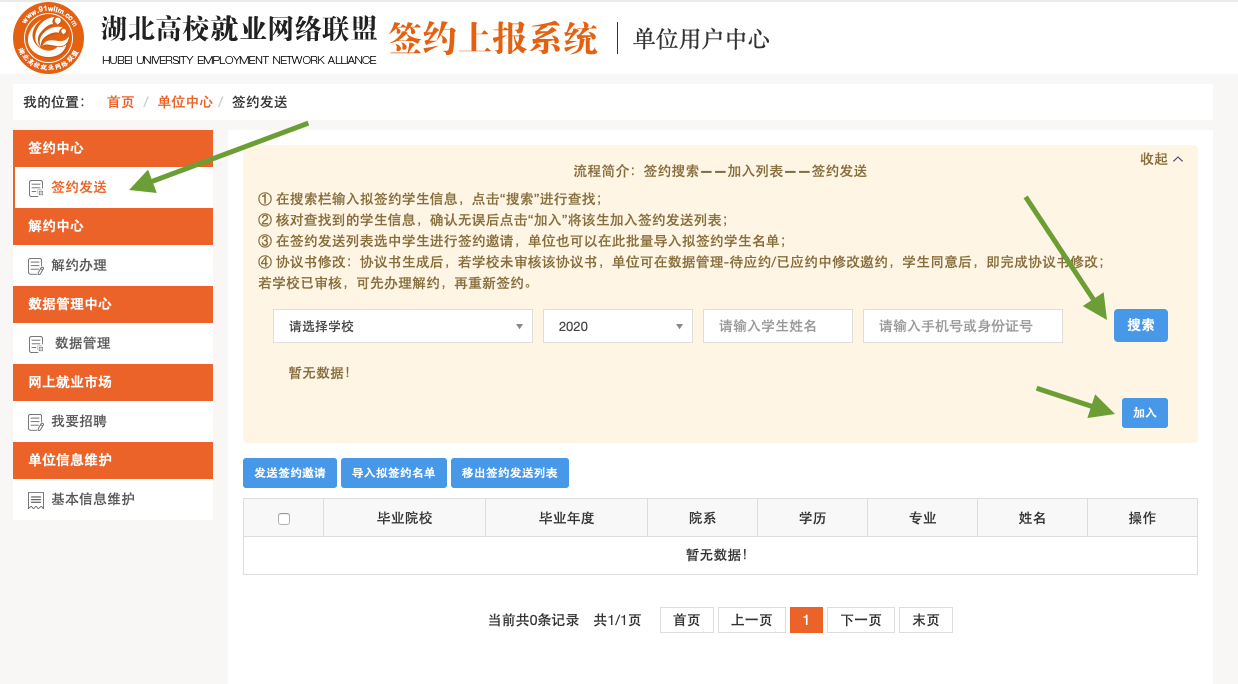 www.91wllm.com
湖北高校就业网络联盟
湖北高校就业网络联盟
HUBEI UNIVERSITY EMPLOYMENT NETWORK ALLIANCE
签约上报系统
单位用户中心
我的位置： 首页 / 单位中心 / 签约发送
签约中心
签约发送
解约中心
解约办理
数据管理中心
数据管理
网上就业市场
我要招聘
单位信息维护
基本信息维护
收起
流程简介：签约搜索——加入列表——签约发送
① 在搜索栏输入拟签约学生信息，点击“搜索”进行查找；
② 核对查找到的学生信息，确认无误后点击“加入”将该生加入签约发送列表；
③ 在签约发送列表选中学生进行签约邀请，单位也可以在此批量导入拟签约学生名单；
④ 协议书修改：协议书生成后，若学校未审核该协议书，单位可在数据管理-待应约/已应约中修改邀约，学生同意后，即完成协议书修改；
若学校已审核，可先办理解约，再重新签约。
请选择学校 2020 请输入学生姓名 请输入手机号或身份证号 搜索
暂无数据！
加入
发送签约邀请 导入拟签约名单 移出签约发送列表
毕业院校 毕业年度 院系 学历 专业 姓名 操作
暂无数据！
当前共0条记录 共1/1页 首页 上一页 1 下一页 末页